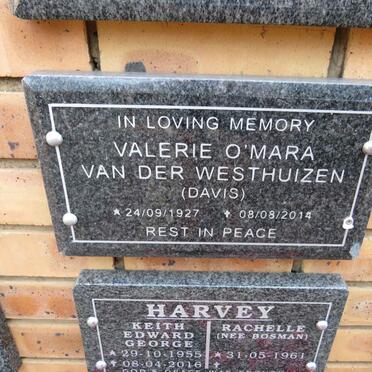 IN LOVING MEMORY
VALERIE O'MARA
VAN DER WESTHUIZEN
(DAVIS)
★ 24/09/1927 ✝ 08/08/2014
REST IN PEACE
HARVEY
KEITH
EDWARD
GEORGE
★ 29-10-1955
✝ 08-04-2016
RACHELLE
(NEE BOSMAN)
★ 31-05-1961